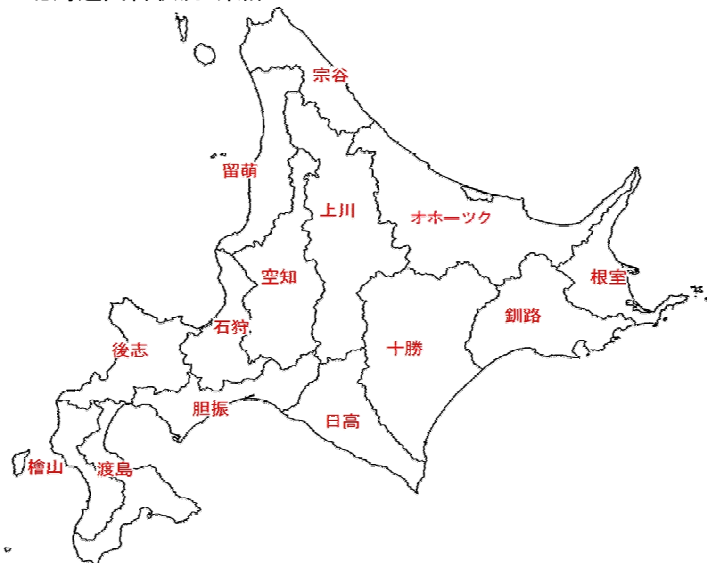 宗谷
留萌
上川
オホーツク
空知
根室
石狩
釧路
後志
十勝
胆振
日高
檜山
渡島